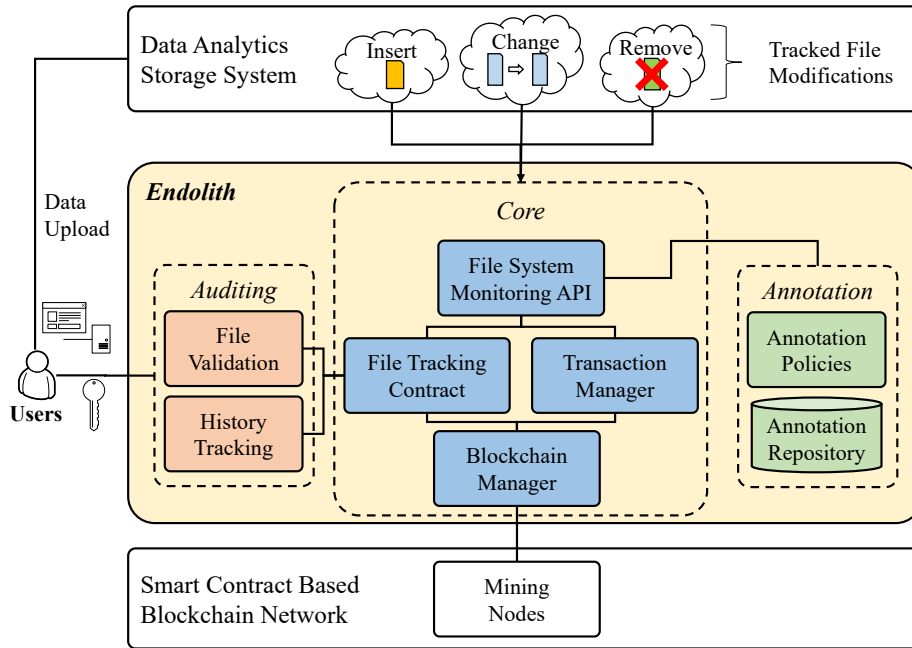 Data Analytics
Storage System
Insert
Change
Remove
Tracked File
Modifications
Data
Upload
Endolith
Core
File System
Monitoring API
Auditing
File
Validation
History
Tracking
File Tracking
Contract
Transaction
Manager
Blockchain
Manager
Annotation
Annotation
Policies
Annotation
Repository
Users
Smart Contract Based
Blockchain Network
Mining
Nodes